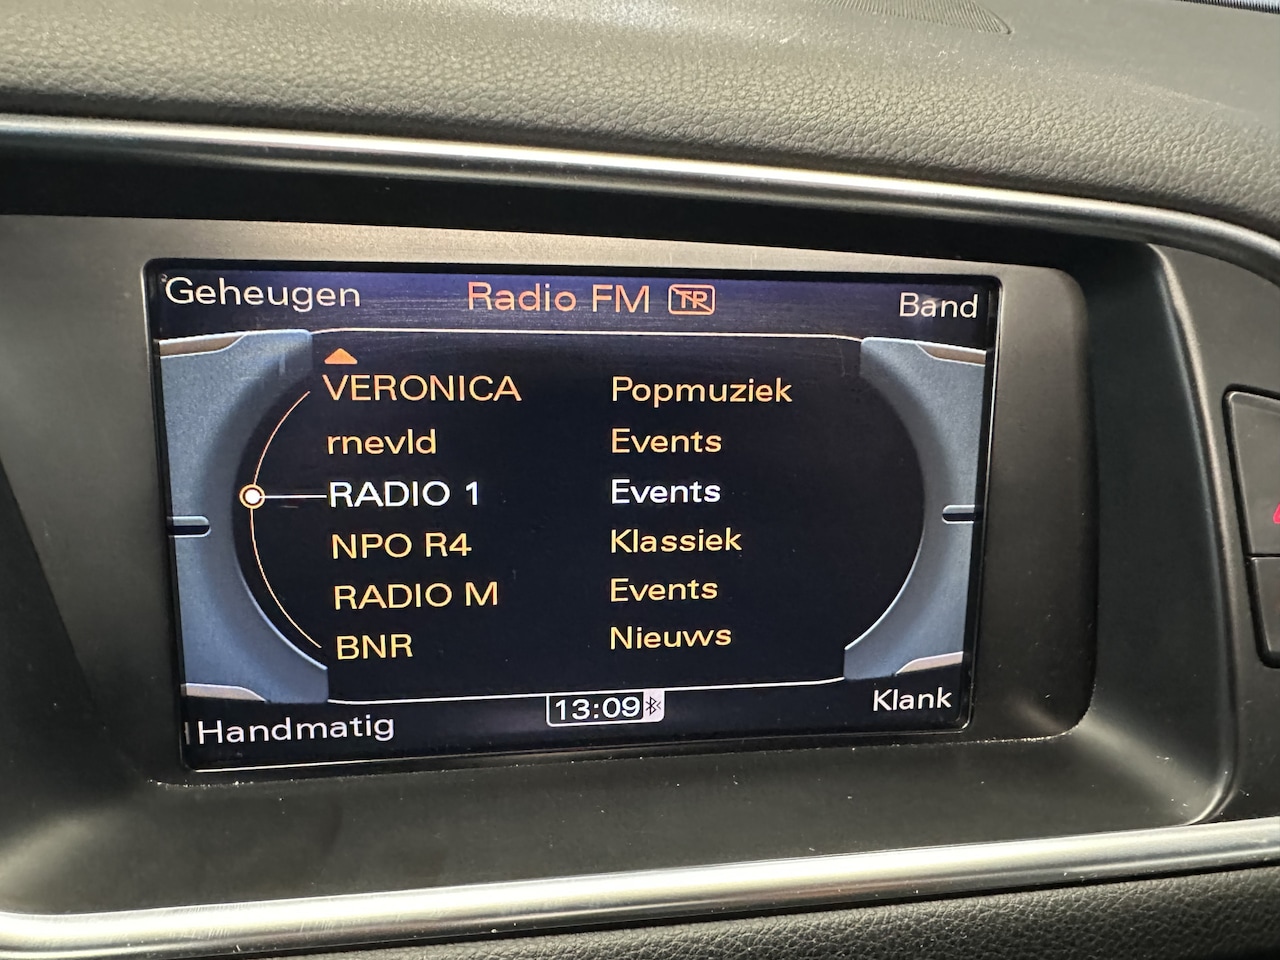 Geheugen Radio FM TP Band
VERONICA Popmuziek
rnevld Events
RADIO 1 Events
NPO R4 Klassiek
RADIO M Events
BNR Nieuws
Handmatig 13:09 Klank